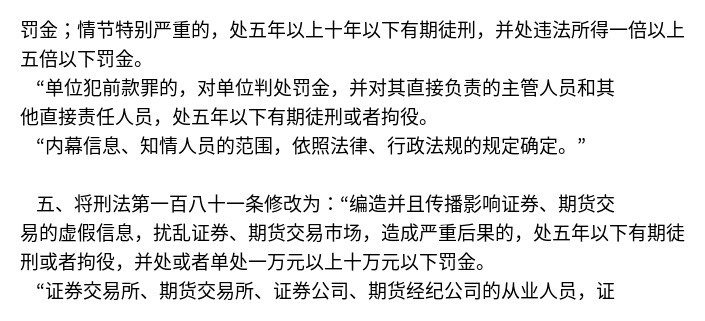 罚金；情节特别严重的，处五年以上十年以下有期徒刑，并处违法所得一倍以上
五倍以下罚金。
“单位犯前款罪的，对单位判处罚金，并对其直接负责的主管人员和其
他直接责任人员，处五年以下有期徒刑或者拘役。
“内幕信息、知情人员的范围，依照法律、行政法规的规定确定。”
五、将刑法第一百八十一条修改为：“编造并且传播影响证券、期货交
易的虚假信息，扰乱证券、期货交易市场，造成严重后果的，处五年以下有期徒
刑或者拘役，并处或者单处一万元以上十万元以下罚金。
“证券交易所、期货交易所、证券公司、期货经纪公司的从业人员，证